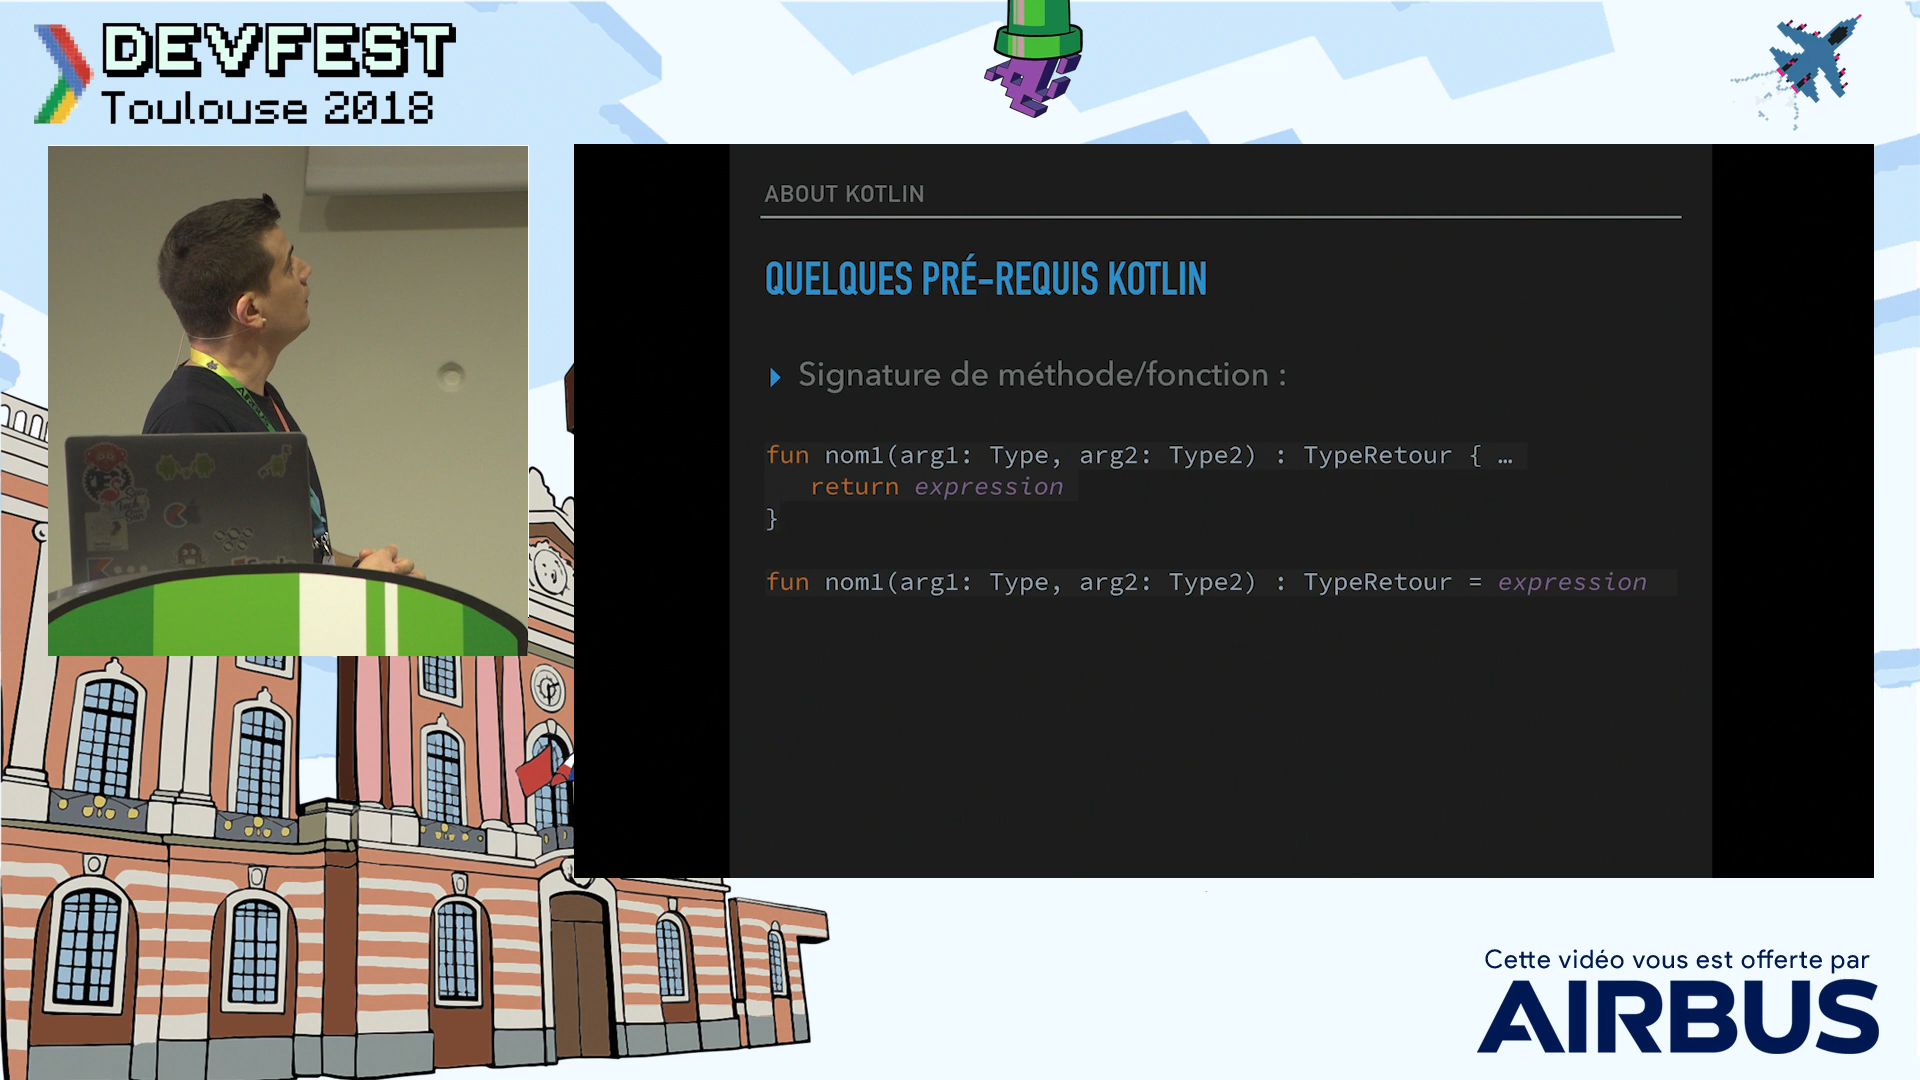 DEVFEST
Toulouse 2018
ABOUT KOTLIN
QUELQUES PRÉ-REQUIS KOTLIN
Signature de méthode/fonction :
fun nom1(arg1: Type, arg2: Type2) : TypeRetour { …
return expression
}
fun nom1(arg1: Type, arg2: Type2) : TypeRetour = expression
Cette vidéo vous est offerte par
AIRBUS